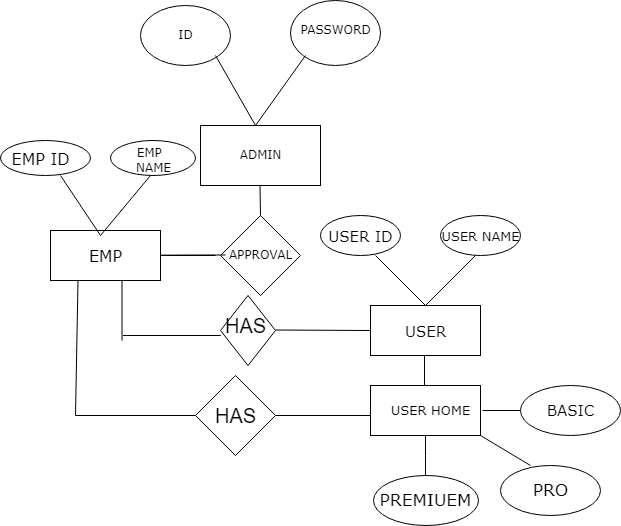 ID
PASSWORD
ADMIN
EMP ID
EMP
NAME
EMP
APPROVAL
USER ID
USER NAME
HAS
USER
HAS
USER HOME
BASIC
PREMIUEM
PRO